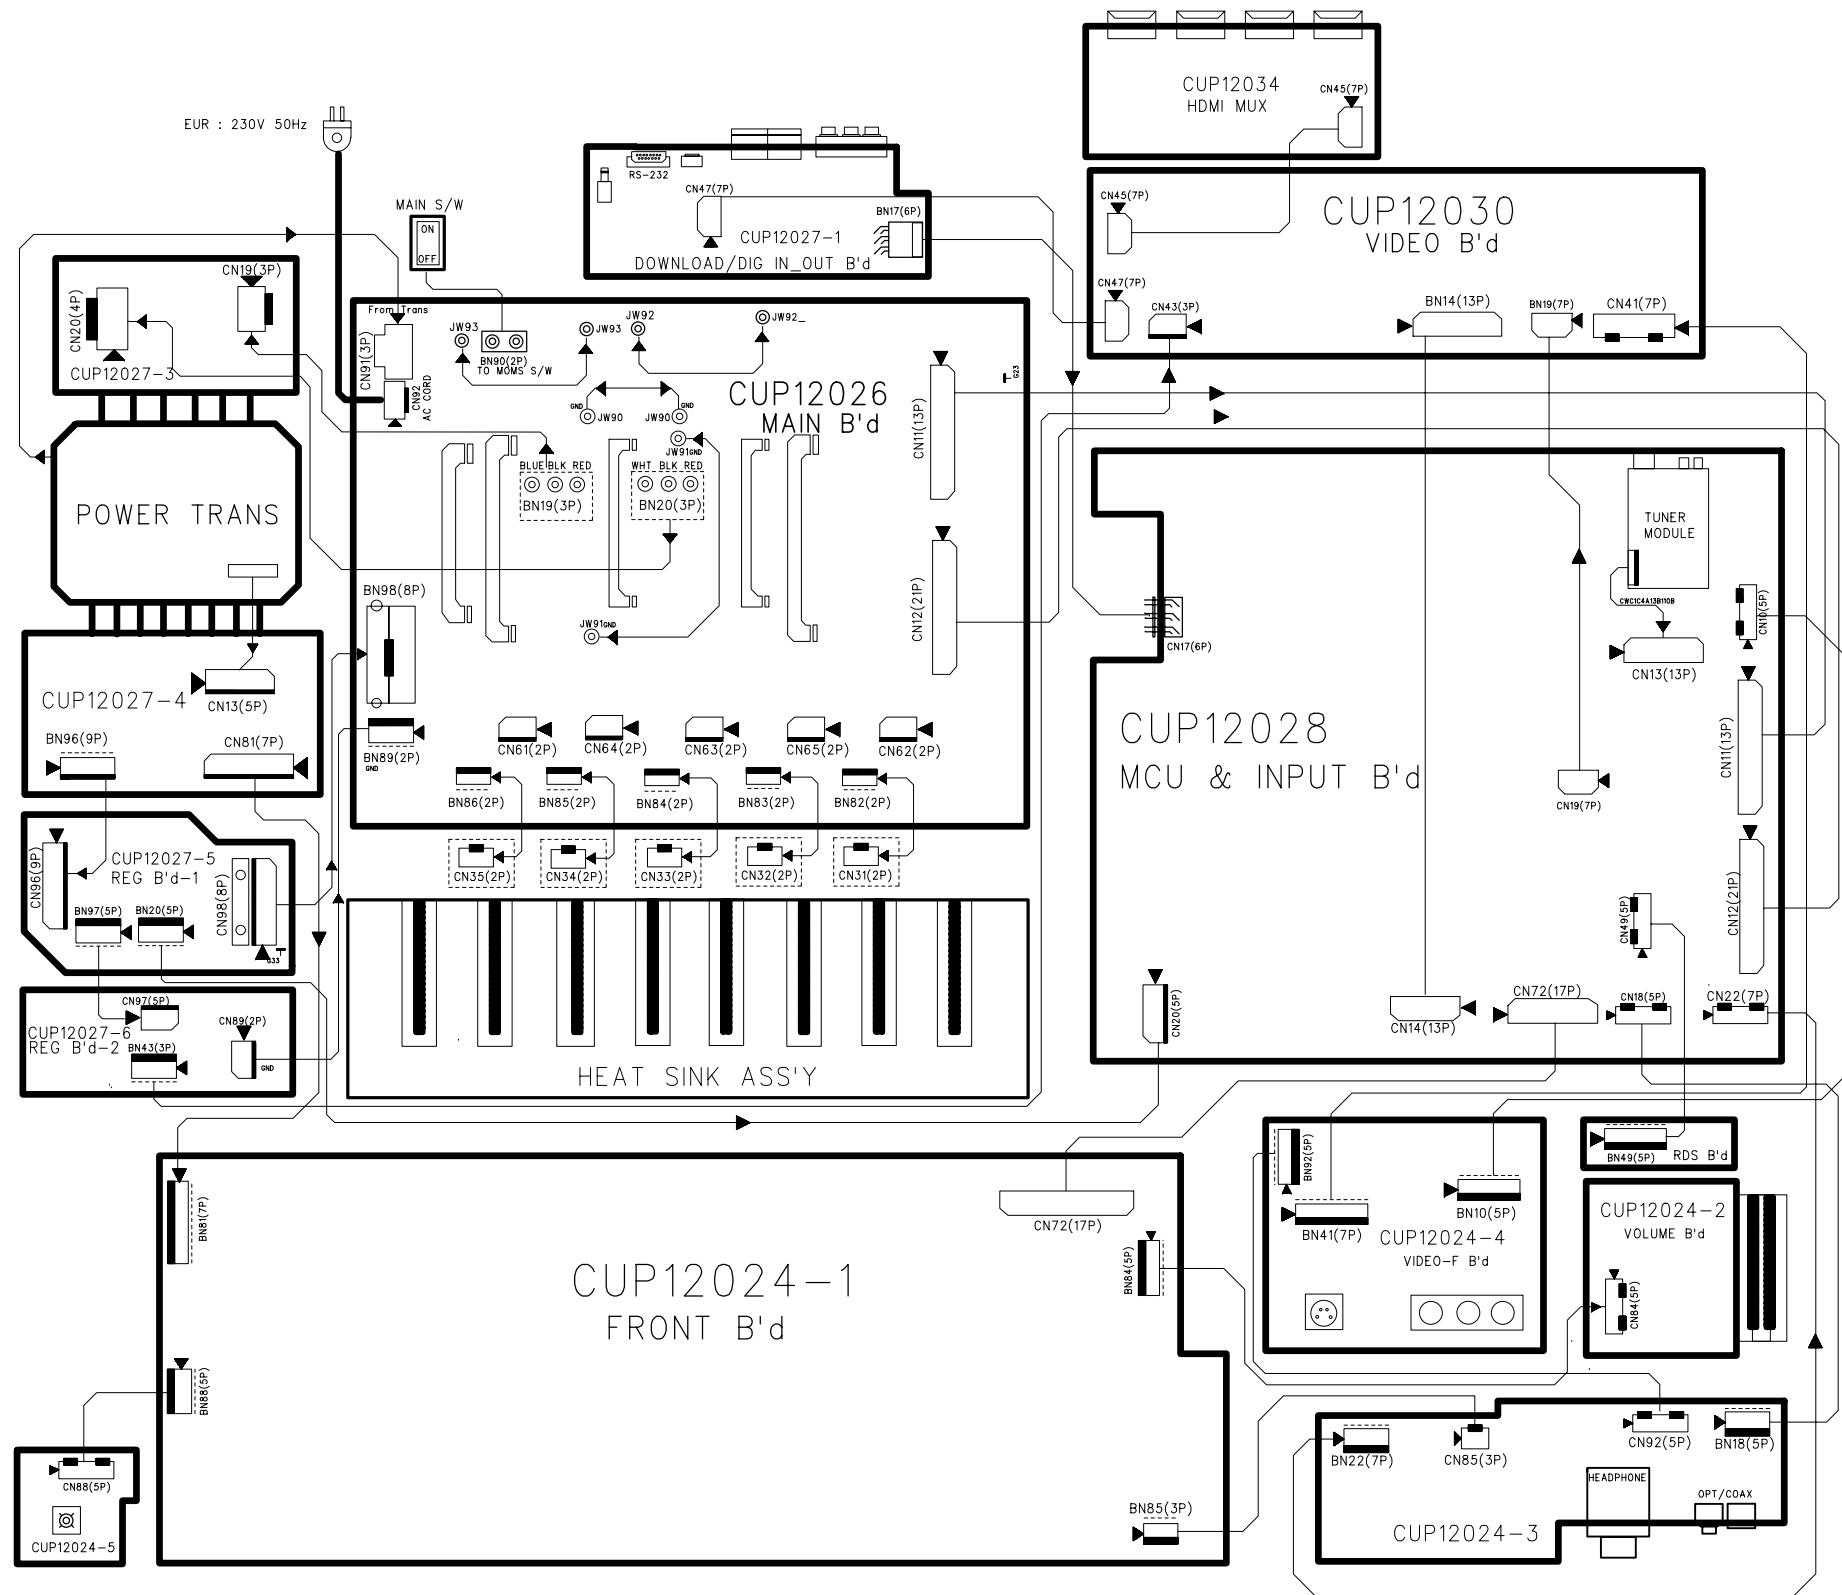 CUP12034
HDMI MUX
CN45(7P)
EUR : 230V 50Hz
MAIN S/W
ON
OFF
RS-232
CN47(7P)
BN17(6P)
CUP12027-1
DOWNLOAD/DIG IN_OUT B'd
CN45(7P)
CUP12030
VIDEO B'd
CN47(7P)
CN43(3P)
BN14(13P)
BN19(7P)
CN41(7P)
CN19(3P)
CN20(4P)
CUP12027-3
From Trans
CN91(3P)
CN92
AC CORD
JW93
BN90(2P)
TO MOMS S/W
JW93
JW92
JW92_
GND
JW90
GND
JW90
JW91GND
CUP12026
MAIN B'd
CN11(13P)
G23
BLUE BLK RED
BN19(3P)
WHT BLK RED
BN20(3P)
POWER TRANS
CN12(21P)
BN98(8P)
JW91GND
BN89(2P)
GND
CN61(2P)
CN64(2P)
CN63(2P)
CN65(2P)
CN62(2P)
BN86(2P)
BN85(2P)
BN84(2P)
BN83(2P)
BN82(2P)
CN35(2P)
CN34(2P)
CN33(2P)
CN32(2P)
CN31(2P)
TUNER
MODULE
CWC1C4A13B110B
CN10(5P)
CN17(6P)
CN13(13P)
CUP12028
MCU & INPUT B'd
CN11(13P)
CN19(7P)
CN12(21P)
CN49(5P)
CN20(5P)
CN14(13P)
CN72(17P)
CN18(5P)
CN22(7P)
CUP12027-4
CN13(5P)
BN96(9P)
CN81(7P)
CUP12027-5
REG B'd-1
CN96(9P)
BN97(5P)
BN20(5P)
CN98(8P)
G33
CN97(5P)
CUP12027-6
REG B'd-2
BN43(3P)
CN89(2P)
GND
HEAT SINK ASS'Y
BN81(7P)
CN72(17P)
BN84(5P)
CUP12024-1
FRONT B'd
BN88(5P)
BN85(3P)
CN88(5P)
CUP12024-5
BN92(5P)
BN41(7P)
BN10(5P)
CUP12024-4
VIDEO-F B'd
BN49(5P)
RDS B'd
CUP12024-2
VOLUME B'd
CN84(5P)
BN22(7P)
CN85(3P)
CN92(5P)
BN18(5P)
HEADPHONE
OPT/COAX
CUP12024-3